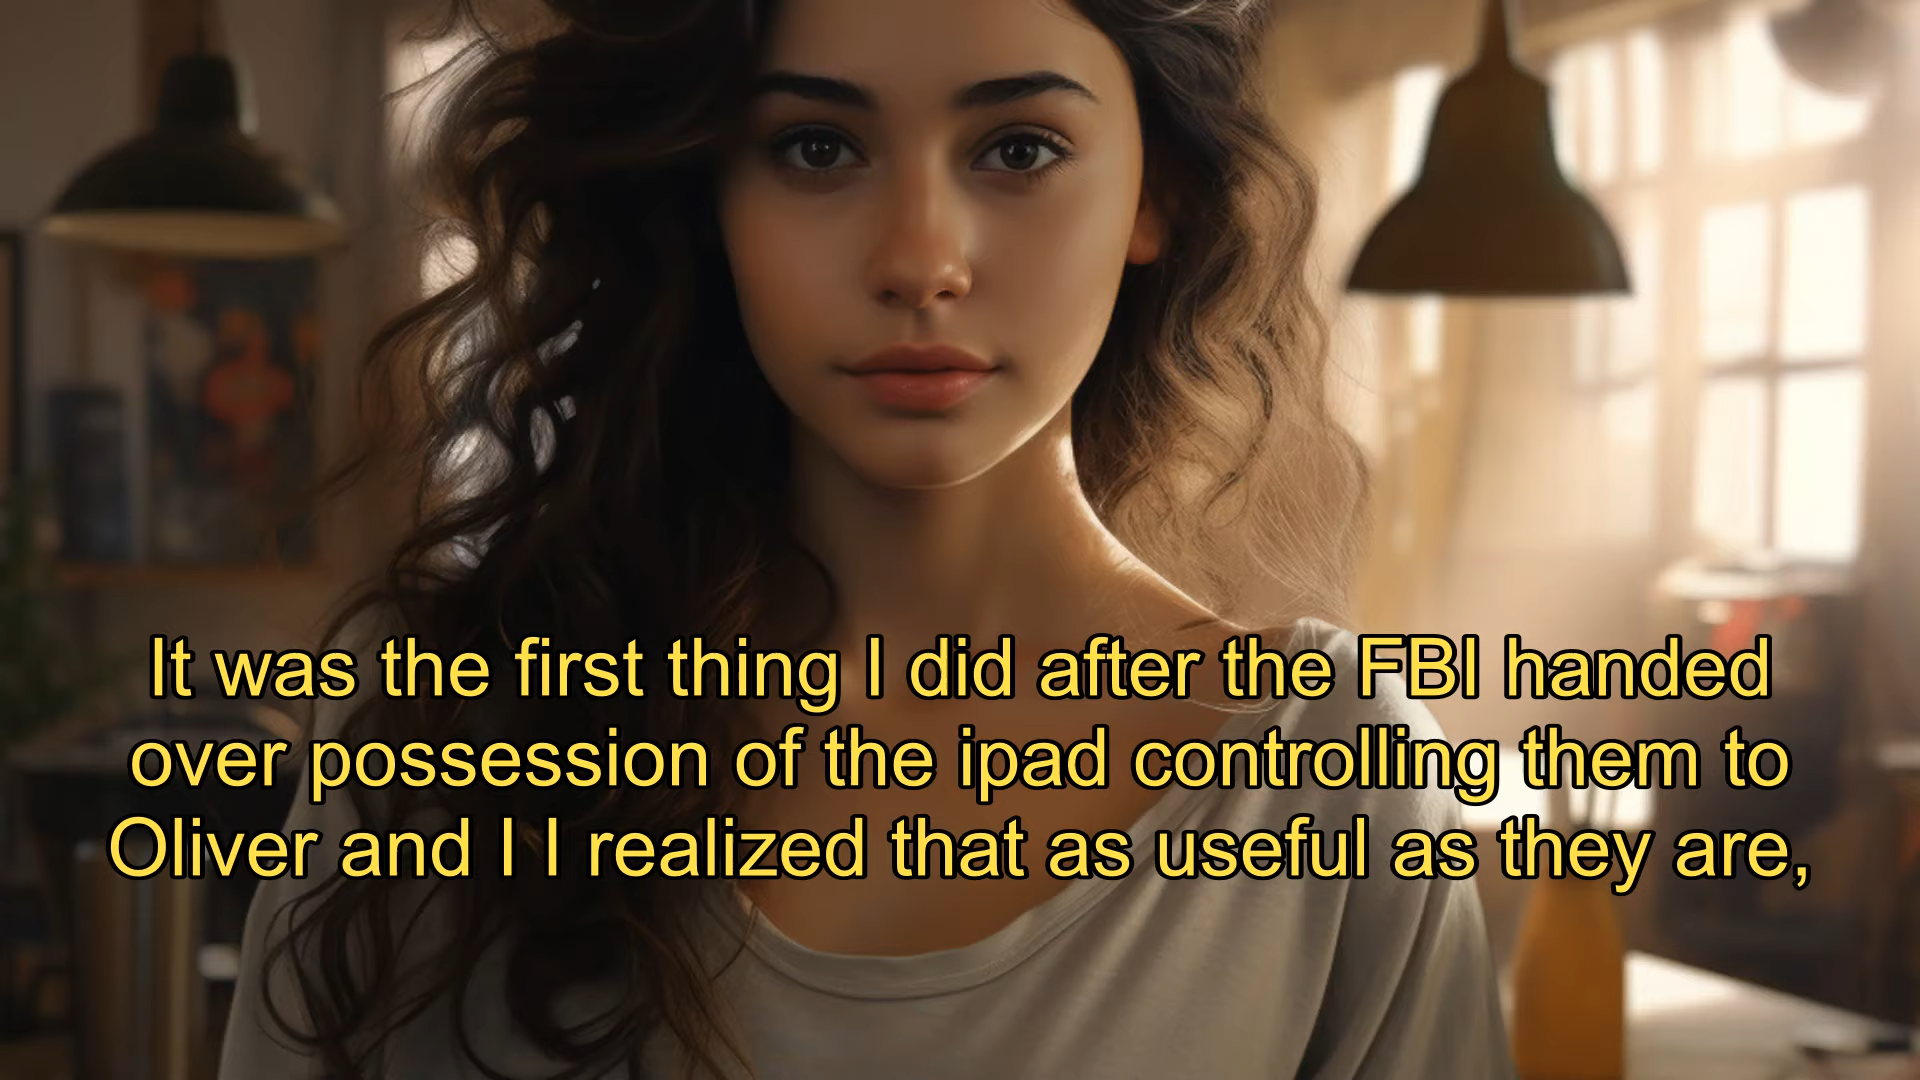 It was the first thing I did after the FBI handed
over possession of the ipad controlling them to
Oliver and I I realized that as useful as they are,